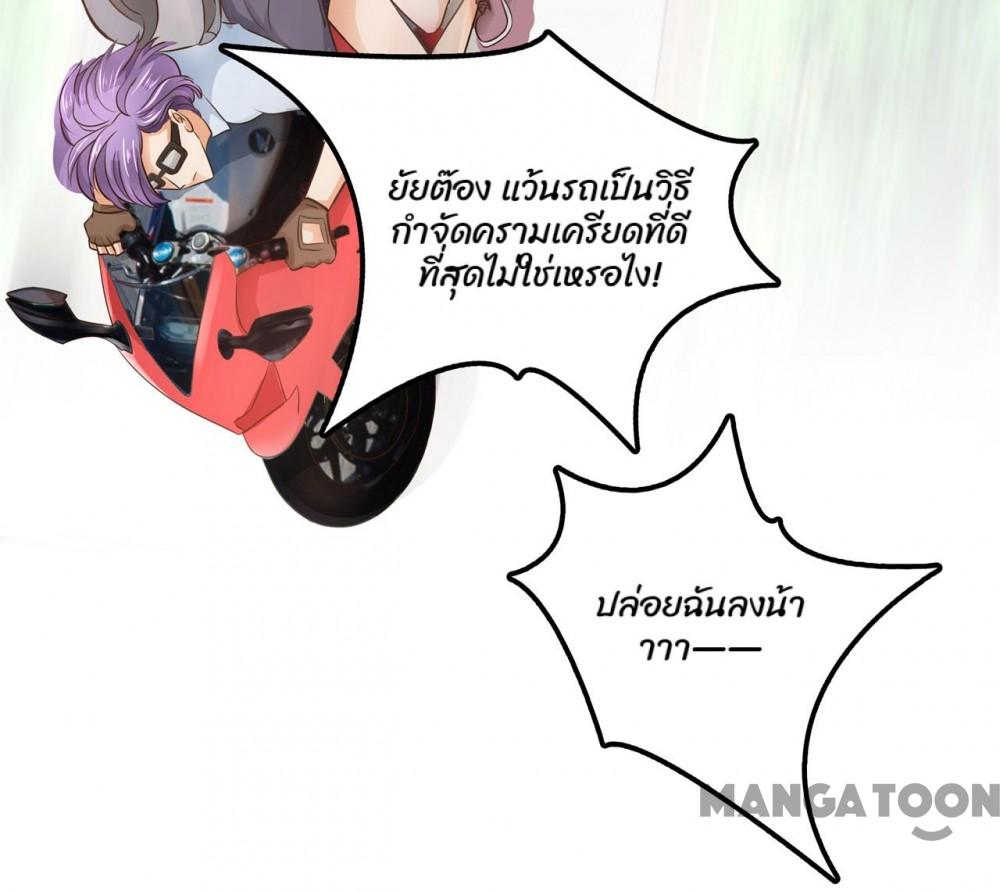 ยัยต๊อง แว้นรถเป็นวิธี
กำจัดครามเครียดที่ดี
ที่สุดไม่ใช่เหรอไง!
ปล่อยฉันลงน้า
าาา——
MANGATOON